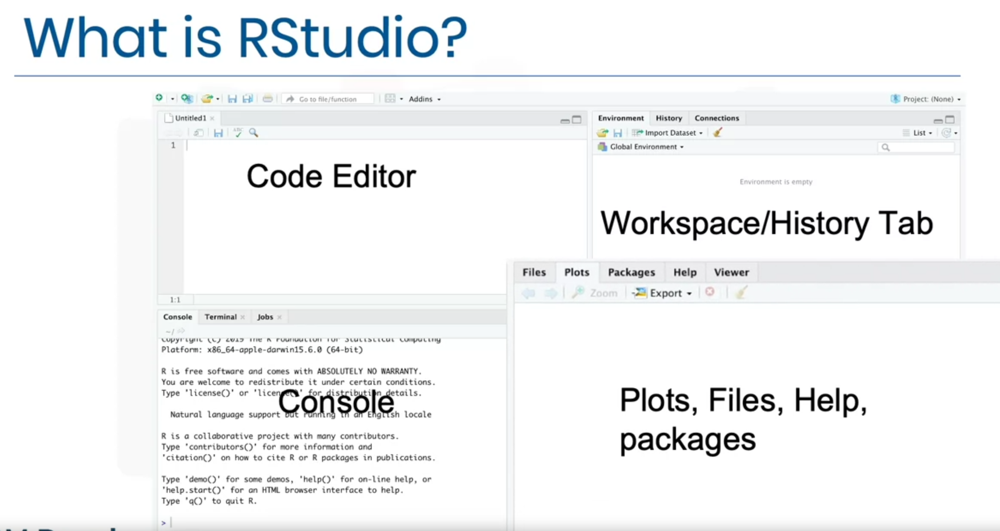 What is RStudio?
Go to file/function
Addins
Project: (None)
Untitled1
1
Code Editor
1:1
Environment History Connections
Import Dataset
List
Global Environment
Environment is empty
Workspace/History Tab
Console Terminal Jobs
~/
Copyright (C) 2019 The R Foundation for Statistical Computing
Platform: x86_64-apple-darwin15.6.0 (64-bit)
R is free software and comes with ABSOLUTELY NO WARRANTY.
You are welcome to redistribute it under certain conditions.
Type 'license()' or 'licence()' for distribution details.
Console
Natural language support but running in an English locale
R is a collaborative project with many contributors.
Type 'contributors()' for more information and
'citation()' on how to cite R or R packages in publications.
Type 'demo()' for some demos, 'help()' for on-line help, or
'help.start()' for an HTML browser interface to help.
Type 'q()' to quit R.
>
Files Plots Packages Help Viewer
Zoom Export
Plots, Files, Help,
packages